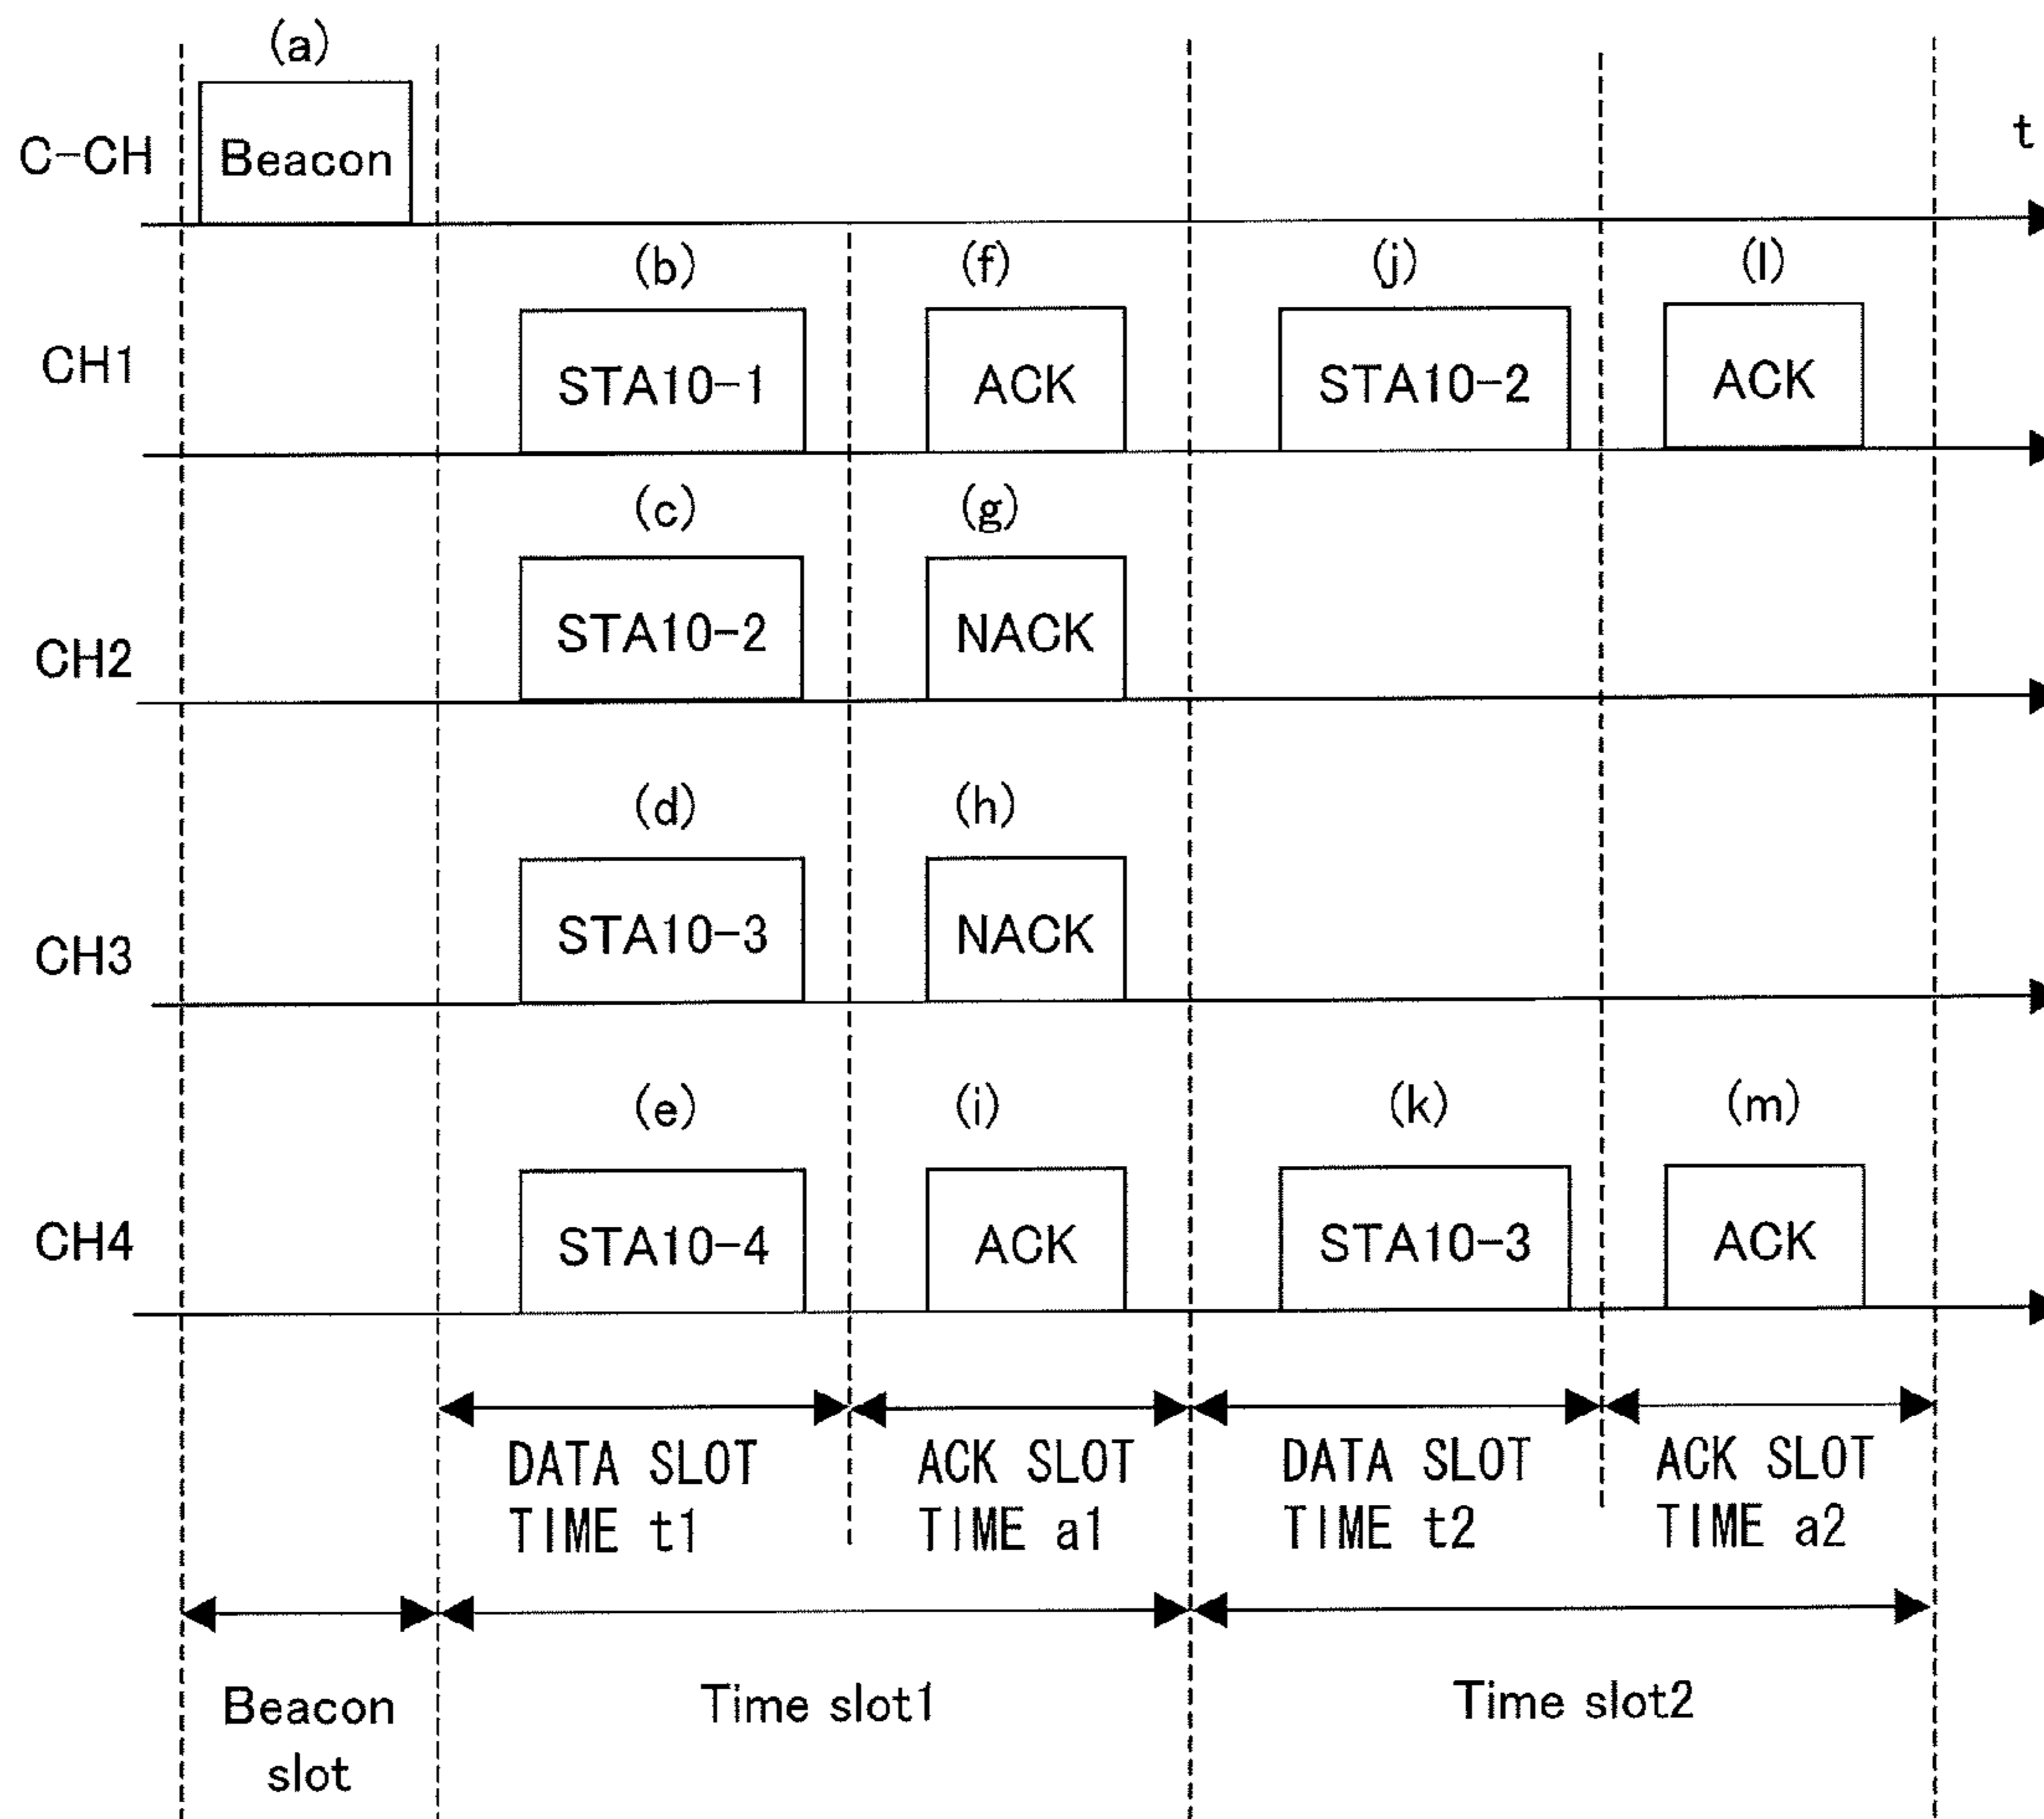 (a)
C-CH Beacon t
(b) (f) (j) (l)
CH1 STA10-1 ACK STA10-2 ACK
(c) (g)
CH2 STA10-2 NACK
(d) (h)
CH3 STA10-3 NACK
(e) (i) (k) (m)
CH4 STA10-4 ACK STA10-3 ACK
DATA SLOT ACK SLOT DATA SLOT ACK SLOT
TIME t1 TIME a1 TIME t2 TIME a2
Beacon Time slot1 Time slot2
slot